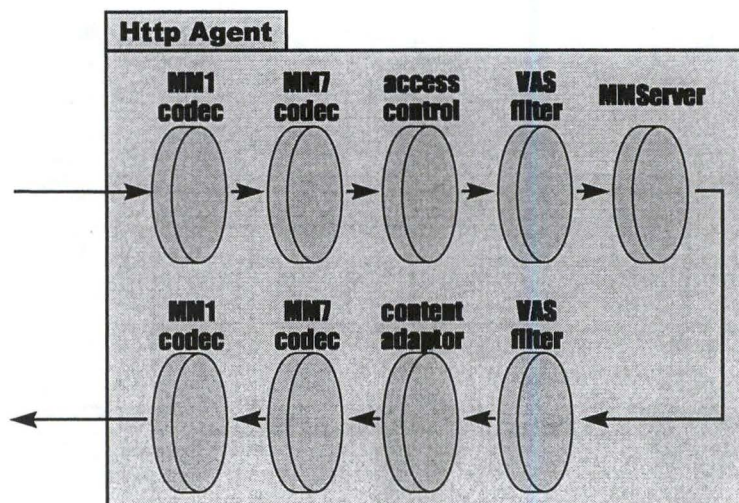 Http Agent
MM1 codec
MM7 codec
access control
VAS filter
MMServer
MM1 codec
MM7 codec
content adaptor
VAS filter